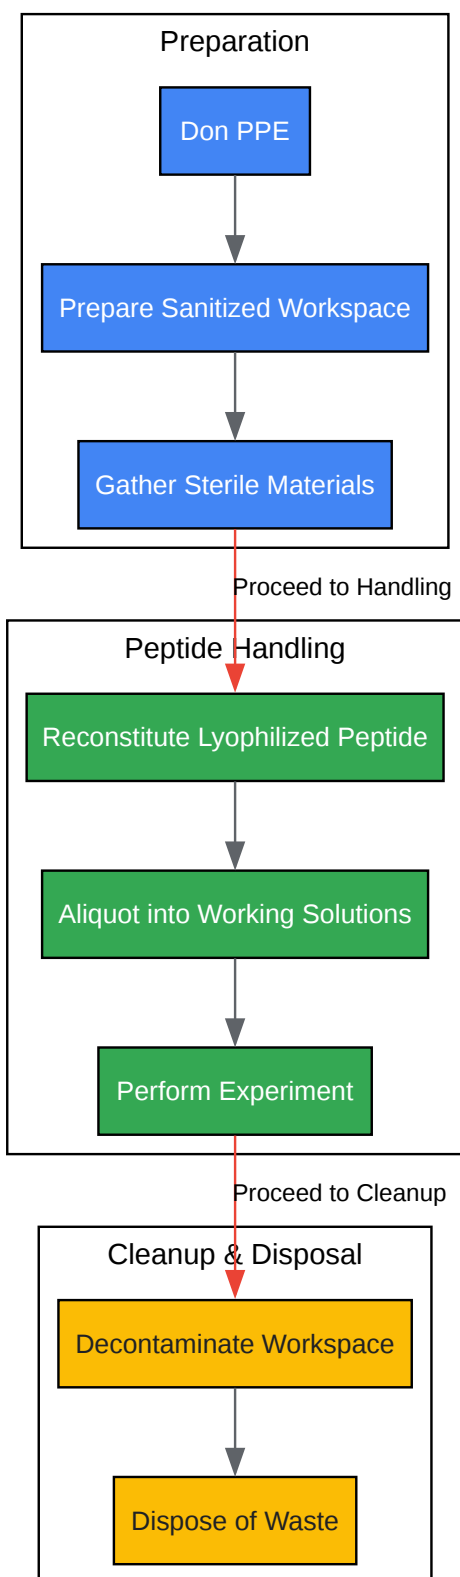 Preparation
Don PPE
Prepare Sanitized Workspace
Gather Sterile Materials
Proceed to Handling
Peptide Handling
Reconstitute Lyophilized Peptide
Aliquot into Working Solutions
Perform Experiment
Proceed to Cleanup
Cleanup & Disposal
Decontaminate Workspace
Dispose of Waste